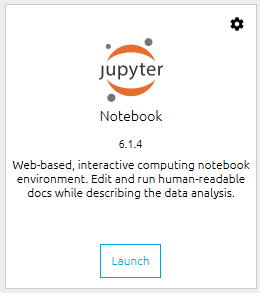 jupyter
Notebook
6.1.4
Web-based, interactive computing notebook
environment. Edit and run human-readable
docs while describing the data analysis.
Launch